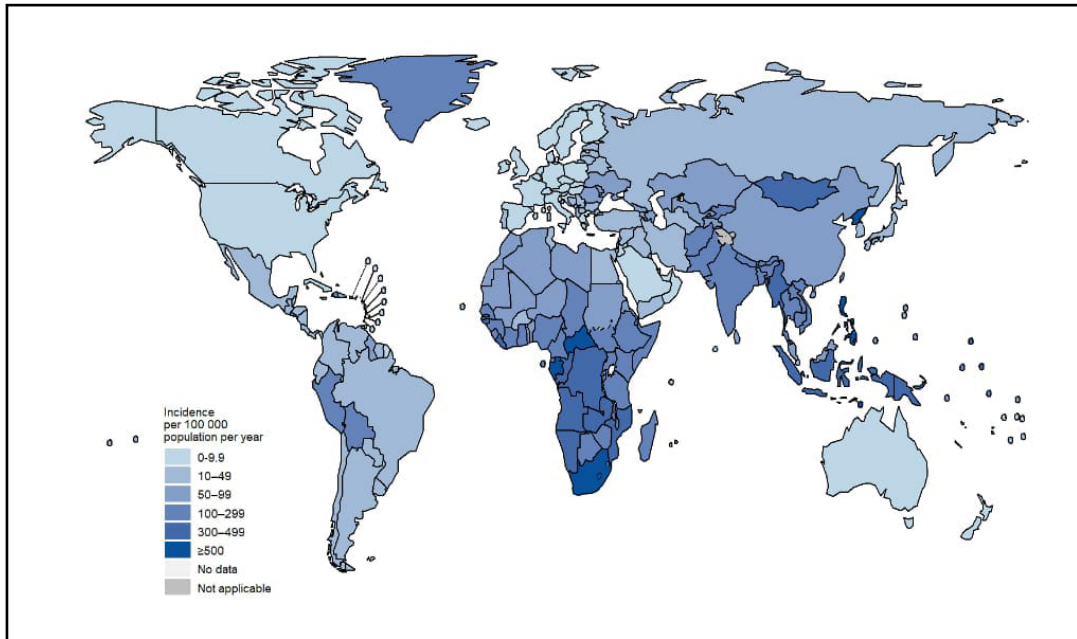 Incidence
per 100 000
population per year
0-9.9
10–49
50–99
100–299
300–499
≥500
No data
Not applicable